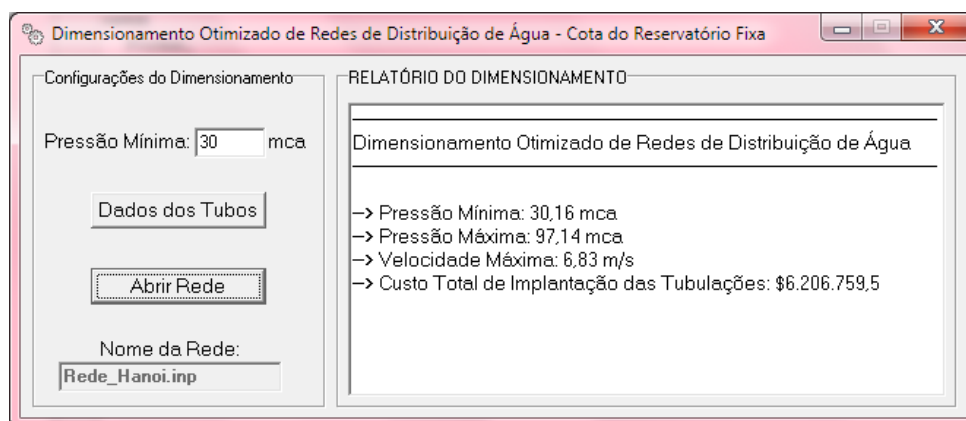 Dimensionamento Otimizado de Redes de Distribuição de Água - Cota do Reservatório Fixa
Configurações do Dimensionamento
Pressão Mínima: 30 mca
Dados dos Tubos
Abrir Rede
Nome da Rede:
Rede_Hanoi.inp
RELATÓRIO DO DIMENSIONAMENTO
Dimensionamento Otimizado de Redes de Distribuição de Água
--> Pressão Mínima: 30,16 mca
--> Pressão Máxima: 97,14 mca
--> Velocidade Máxima: 6,83 m/s
--> Custo Total de Implantação das Tubulações: $6.206.759,5